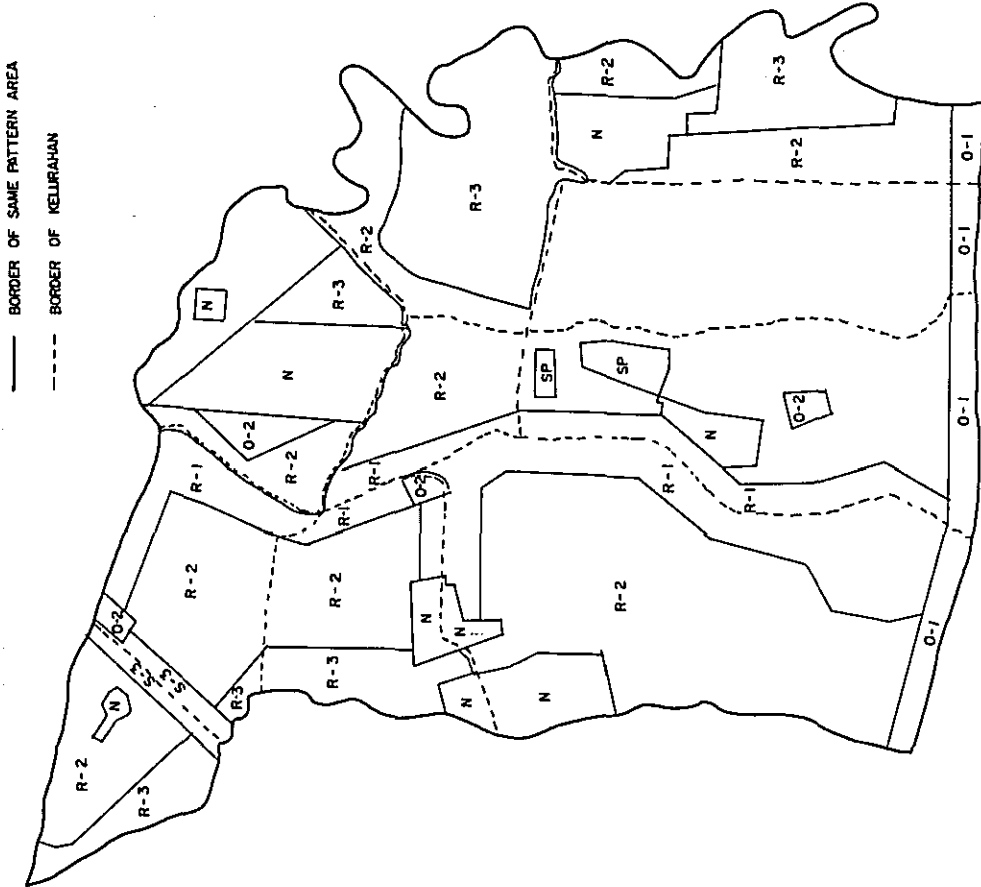 BORDER OF SAME PATTERN AREA
BORDER OF KELURAHAN
R-2
R-3
N
O-2
S-3
S-3
R-2
R-1
N
O-2
R-3
R-3
R-2
R-2
R-1
R-1
N
R-3
R-2
O-2
R-2
N
N
N
N
R-3
SP
SP
N
R-2
N
R-2
R-1
R-1
O-2
R-3
R-2
O-1
O-1
O-1
O-1